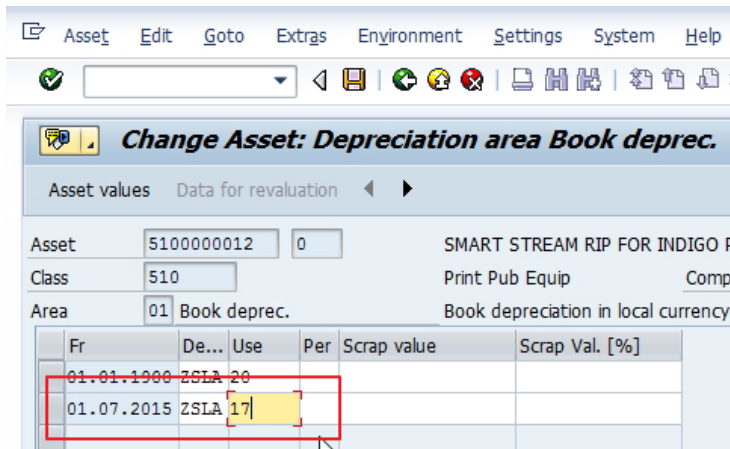 Asset Edit Goto Extras Environment Settings System Help
Change Asset: Depreciation area Book deprec.
Asset values Data for revaluation
Asset 5100000012 0 SMART STREAM RIP FOR INDIGO
Class 510 Print Pub Equip Comp
Area 01 Book deprec. Book depreciation in local currency
Fr De... Use Per Scrap value Scrap Val. [%]
01.01.1900 ZSLA 20
01.07.2015 ZSLA 17